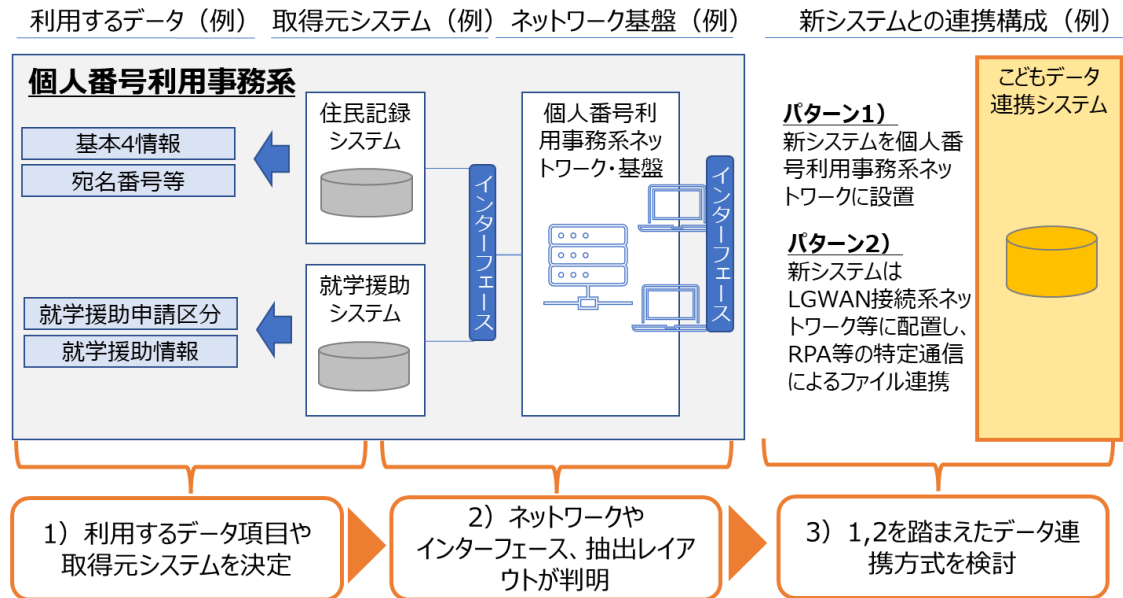 利用するデータ（例）
取得元システム（例）
ネットワーク基盤（例）
新システムとの連携構成（例）
個人番号利用事務系
基本4情報
宛名番号等
就学援助申請区分
就学援助情報
住民記録
システム
就学援助
システム
インターフェース
個人番号利
用事務系ネッ
トワーク・基盤
インターフェース
パターン1）
新システムを個人番
号利用事務系ネッ
トワークに設置
パターン2）
新システムは
LGWAN接続系ネッ
トワーク等に配置し、
RPA等の特定通信
によるファイル連携
こどもデータ
連携システム
1）利用するデータ項目や
取得元システムを決定
2）ネットワークや
インターフェース、抽出レイア
ウトが判明
3）1,2を踏まえたデータ連
携方式を検討